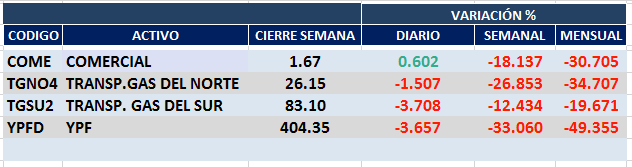 VARIACIÓN %
CODIGO ACTIVO CIERRE SEMANA DIARIO SEMANAL MENSUAL
COME COMERCIAL 1.67 0.602 -18.137 -30.705
TGNO4 TRANSP.GAS DEL NORTE 26.15 -1.507 -26.853 -34.707
TGSU2 TRANSP. GAS DEL SUR 83.10 -3.708 -12.434 -19.671
YPFD YPF 404.35 -3.657 -33.060 -49.355